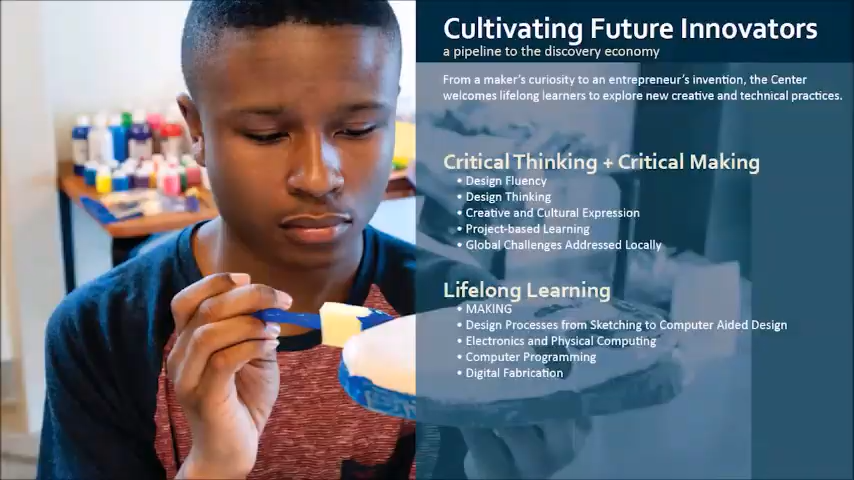 Cultivating Future Innovators
a pipeline to the discovery economy
From a maker's curiosity to an entrepreneur's invention, the Center
welcomes lifelong learners to explore new creative and technical practices.
Critical Thinking + Critical Making
• Design Fluency
• Design Thinking
• Creative and Cultural Expression
• Project-based Learning
• Global Challenges Addressed Locally
Lifelong Learning
• MAKING
• Design Processes from Sketching to Computer Aided Design
• Electronics and Physical Computing
• Computer Programming
• Digital Fabrication